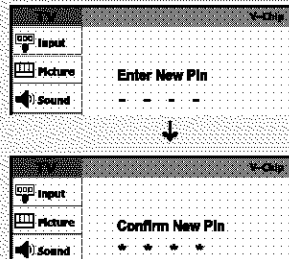 TV V-Chip
Input
Picture
Enter New Pin
Sound
- - - -
TV V-Chip
Input
Picture
Confirm New Pin
Sound
* * * *